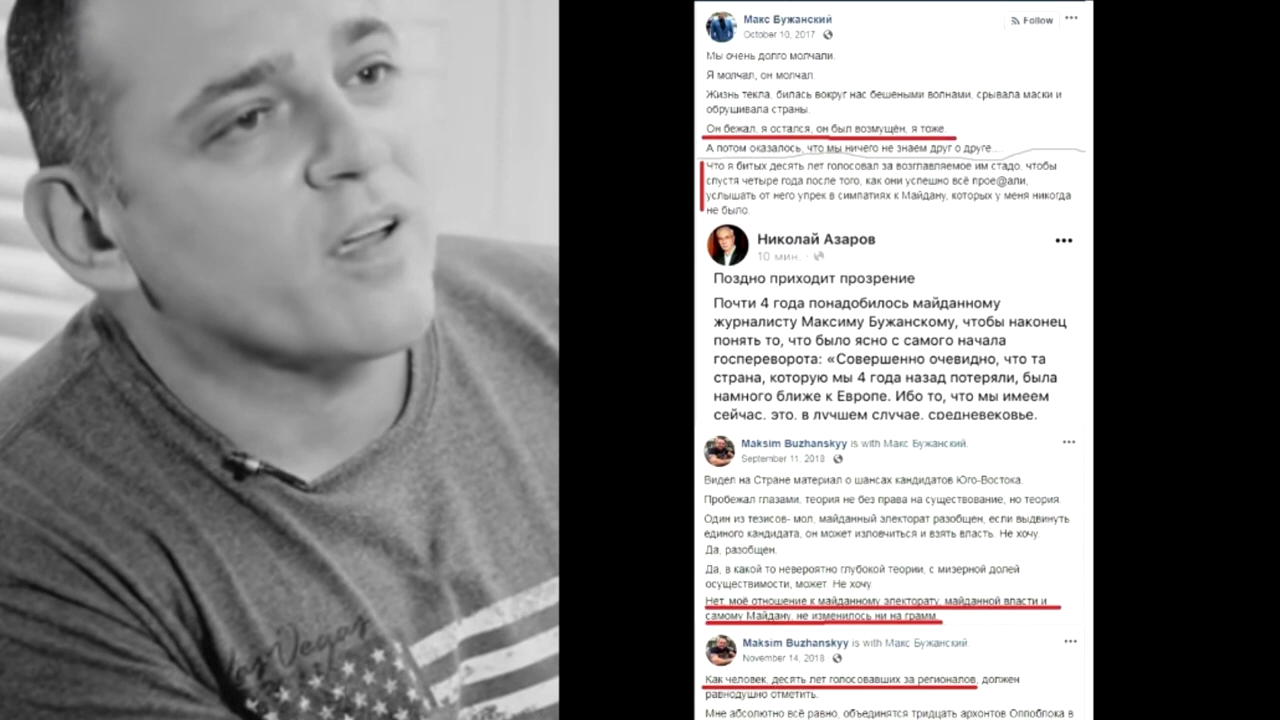 Макс Бужанский
Follow
October 10, 2017
Мы очень долго молчали.
Я молчал, он молчал.
Жизнь текла, билась вокруг нас бешеными волнами, срывала маски и
обрушивала страны.
Он бежал, я остался, он был возмущён, я тоже.
А потом оказалось, что мы ничего не знаем друг о друге...
Что я битых десять лет голосовал за возглавляемое им стадо, чтобы
спустя четыре года после того, как они успешно всё прое@али,
услышать от него упрек в симпатиях к Майдану, которых у меня никогда
не было.
Николай Азаров
10 мин.
Поздно приходит прозрение
Почти 4 года понадобилось майданному
журналисту Максиму Бужанскому, чтобы наконец
понять то, что было ясно с самого начала
госпереворота: «Совершенно очевидно, что та
страна, которую мы 4 года назад потеряли, была
намного ближе к Европе. Ибо то, что мы имеем
сейчас, это, в лучшем случае, средневековье.
Maksim Buzhanskyy is with Макс Бужанский.
September 11, 2018
Видел на Стране материал о шансах кандидатов Юго-Востока.
Пробежал глазами, теория не без права на существование, но теория.
Один из тезисов- мол, майданный электорат разобщен, если выдвинуть
единого кандидата, он может изловчиться и взять власть. Не хочу.
Да, разобщен.
Да, в какой то невероятно глубокой теории, с мизерной долей
осуществимости, может. Не хочу.
Нет, моё отношение к майданному электорату, майданной власти и
самому Майдану, не изменилось ни на грамм.
Maksim Buzhanskyy is with Макс Бужанский.
November 14, 2018
Как человек, десять лет голосовавших за регионалов, должен
равнодушно отметить.
Мне абсолютно всё равно, объединятся тридцать архонтов Оппоблока в